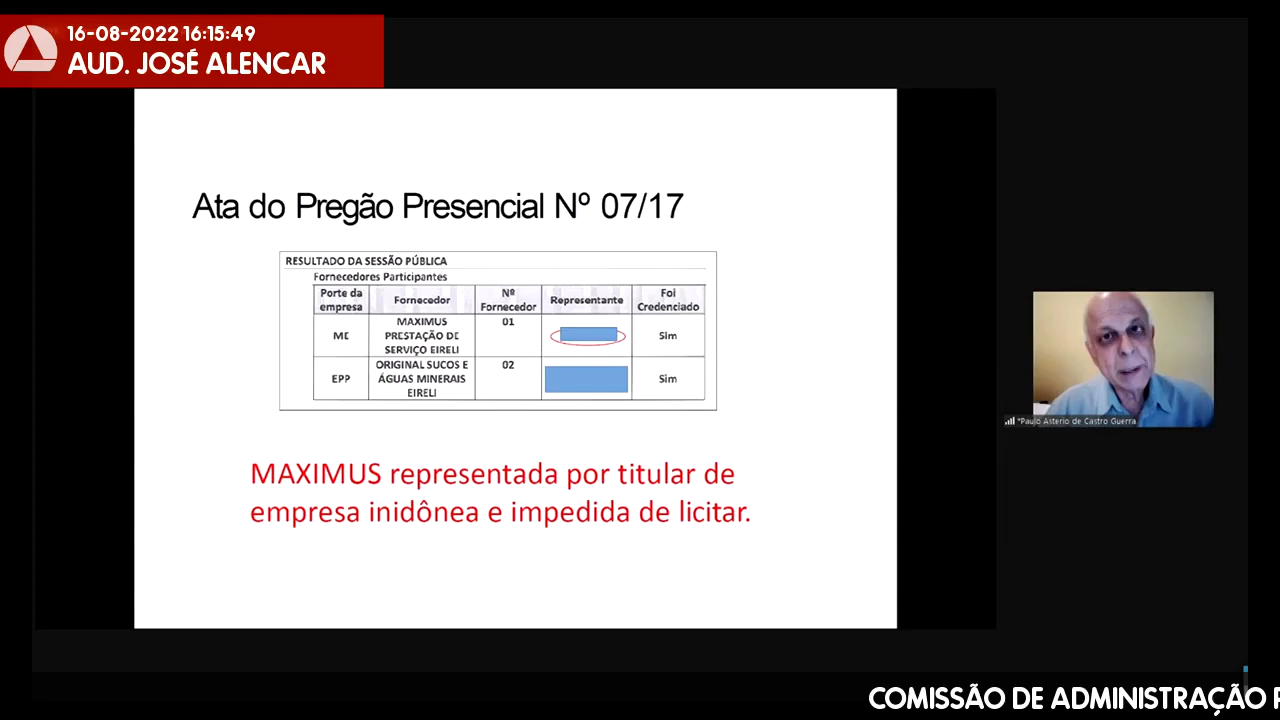 16-08-2022 16:15:49
AUD. JOSÉ ALENCAR
Ata do Pregão Presencial Nº 07/17
RESULTADO DA SESSÃO PÚBLICA
Fornecedores Participantes
Porte da empresa Fornecedor Nº Fornecedor Representante Foi Credenciado
ME MAXIMUS PRESTAÇÃO DE SERVIÇO EIRELI 01 Sim
EPP ORIGINAL SUCOS E ÁGUAS MINERAIS EIRELI 02 Sim
MAXIMUS representada por titular de
empresa inidônea e impedida de licitar.
*Paulo Asterio de Castro Guerra
COMISSÃO DE ADMINISTRAÇÃO P